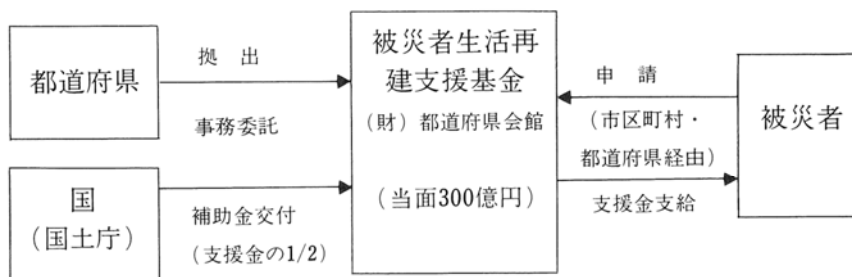 都道府県
拠出
事務委託
国
（国土庁）
補助金交付
（支援金の1/2）
被災者生活再
建支援基金
（財）都道府県会館
（当面300億円）
申請
（市区町村・
都道府県経由）
支援金支給
被災者